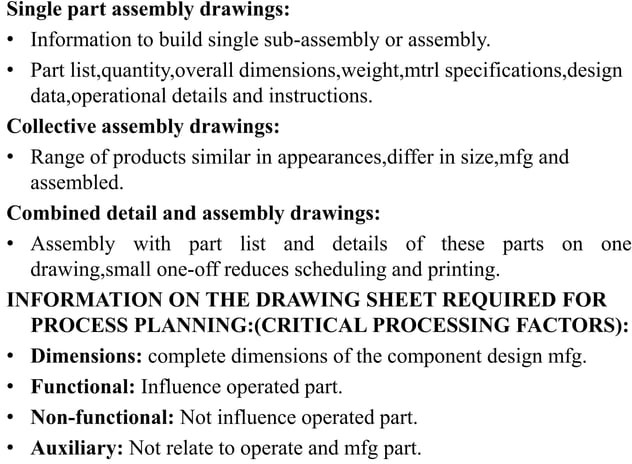 Single part assembly drawings:
• Information to build single sub-assembly or assembly.
• Part list,quantity,overall dimensions,weight,mtrl specifications,design
data,operational details and instructions.
Collective assembly drawings:
• Range of products similar in appearances,differ in size,mfg and
assembled.
Combined detail and assembly drawings:
• Assembly with part list and details of these parts on one
drawing,small one-off reduces scheduling and printing.
INFORMATION ON THE DRAWING SHEET REQUIRED FOR
PROCESS PLANNING:(CRITICAL PROCESSING FACTORS):
• Dimensions: complete dimensions of the component design mfg.
• Functional: Influence operated part.
• Non-functional: Not influence operated part.
• Auxiliary: Not relate to operate and mfg part.